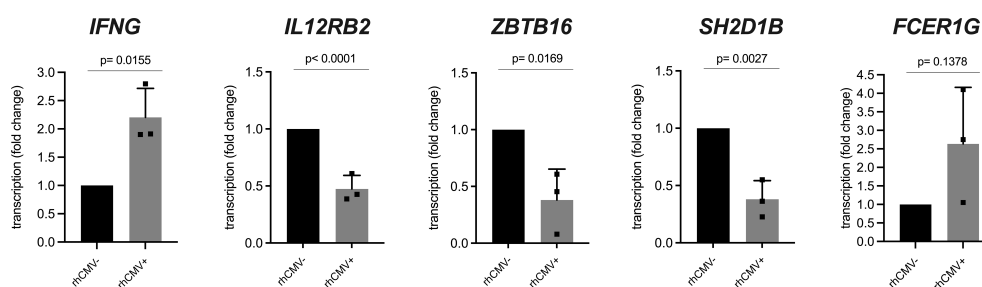 IFNG
p= 0.0155
transcription (fold change)
3.0
2.5
2.0
1.5
1.0
0.5
0.0
rhCMV-
rhCMV+
IL12RB2
p< 0.0001
transcription (fold change)
1.5
1.0
0.5
0.0
rhCMV-
rhCMV+
ZBTB16
p= 0.0169
transcription (fold change)
1.5
1.0
0.5
0.0
rhCMV-
rhCMV+
SH2D1B
p= 0.0027
transcription (fold change)
1.5
1.0
0.5
0.0
rhCMV-
rhCMV+
FCER1G
p= 0.1378
transcription (fold change)
4.5
4.0
3.5
3.0
2.5
2.0
1.5
1.0
0.5
0.0
rhCMV-
rhCMV+